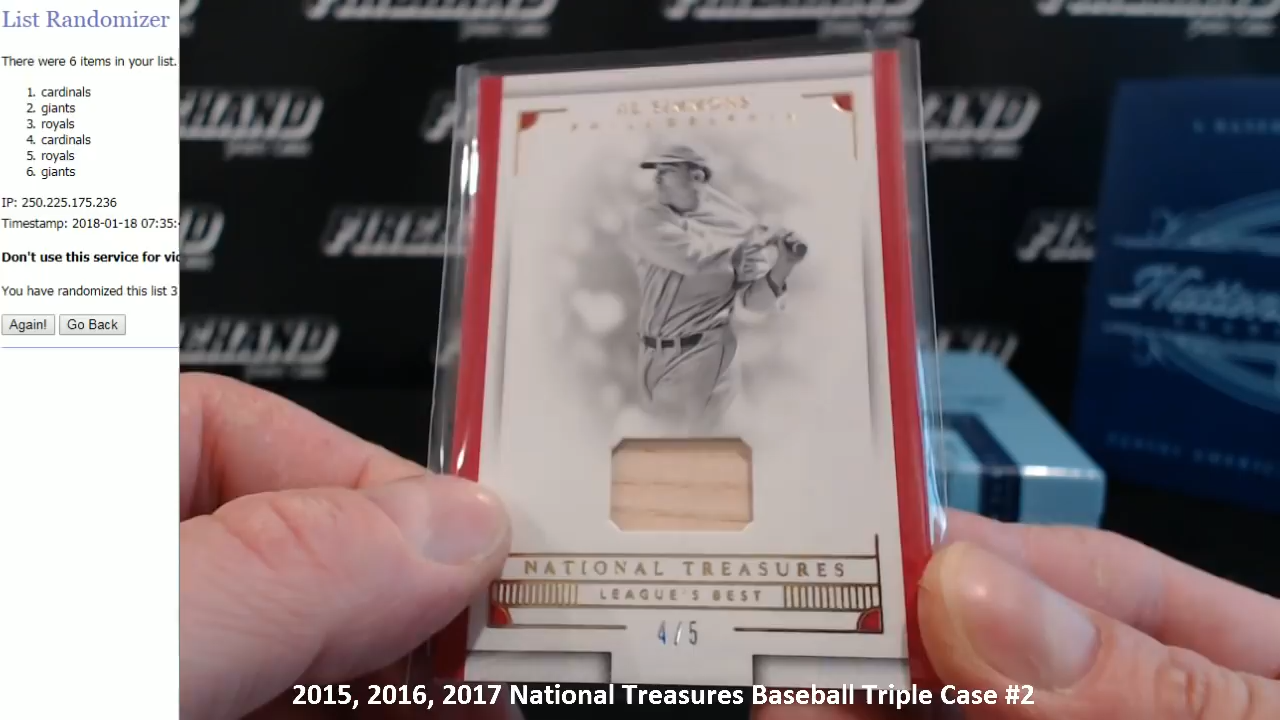 List Randomizer
There were 6 items in your list.
1. cardinals
2. giants
3. royals
4. cardinals
5. royals
6. giants
IP: 250.225.175.236
Timestamp: 2018-01-18 07:35:
Don't use this service for
You have randomized this list 3
Again! Go Back
FIREHAND
AL SIMMONS
NATIONAL TREASURES
LEAGUE'S BEST
4/5
2015, 2016, 2017 National Treasures Baseball Triple Case #2